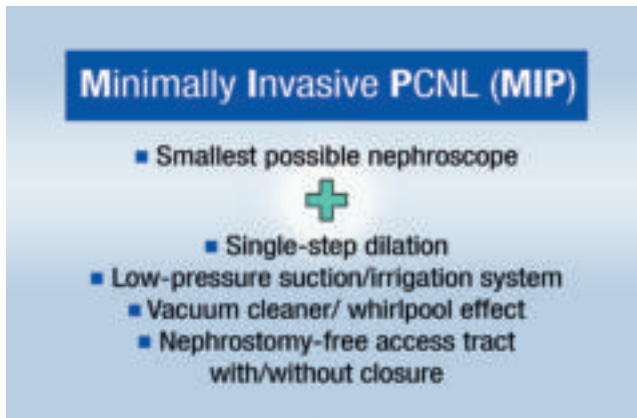 Minimally Invasive PCNL (MIP)
▪ Smallest possible nephroscope
▪ Single-step dilation
▪ Low-pressure suction/irrigation system
▪ Vacuum cleaner/ whirlpool effect
▪ Nephrostomy-free access tract
with/without closure